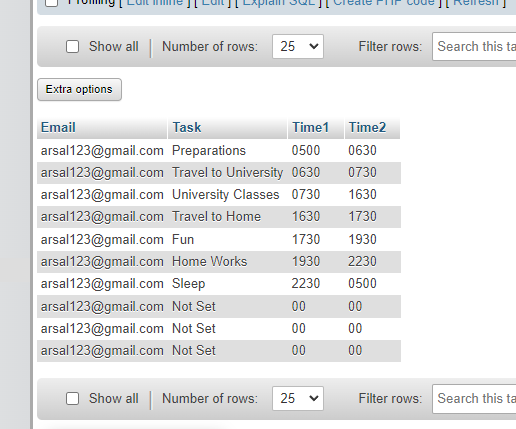 Profiling [ Edit inline ] [ Edit ] [ Explain SQL ] [ Create PHP code ] [ Refresh ]
Show all Number of rows: 25 Filter rows: Search this ta
Extra options
Email Task Time1 Time2
arsal123@gmail.com Preparations 0500 0630
arsal123@gmail.com Travel to University 0630 0730
arsal123@gmail.com University Classes 0730 1630
arsal123@gmail.com Travel to Home 1630 1730
arsal123@gmail.com Fun 1730 1930
arsal123@gmail.com Home Works 1930 2230
arsal123@gmail.com Sleep 2230 0500
arsal123@gmail.com Not Set 00 00
arsal123@gmail.com Not Set 00 00
arsal123@gmail.com Not Set 00 00
Show all Number of rows: 25 Filter rows: Search this ta